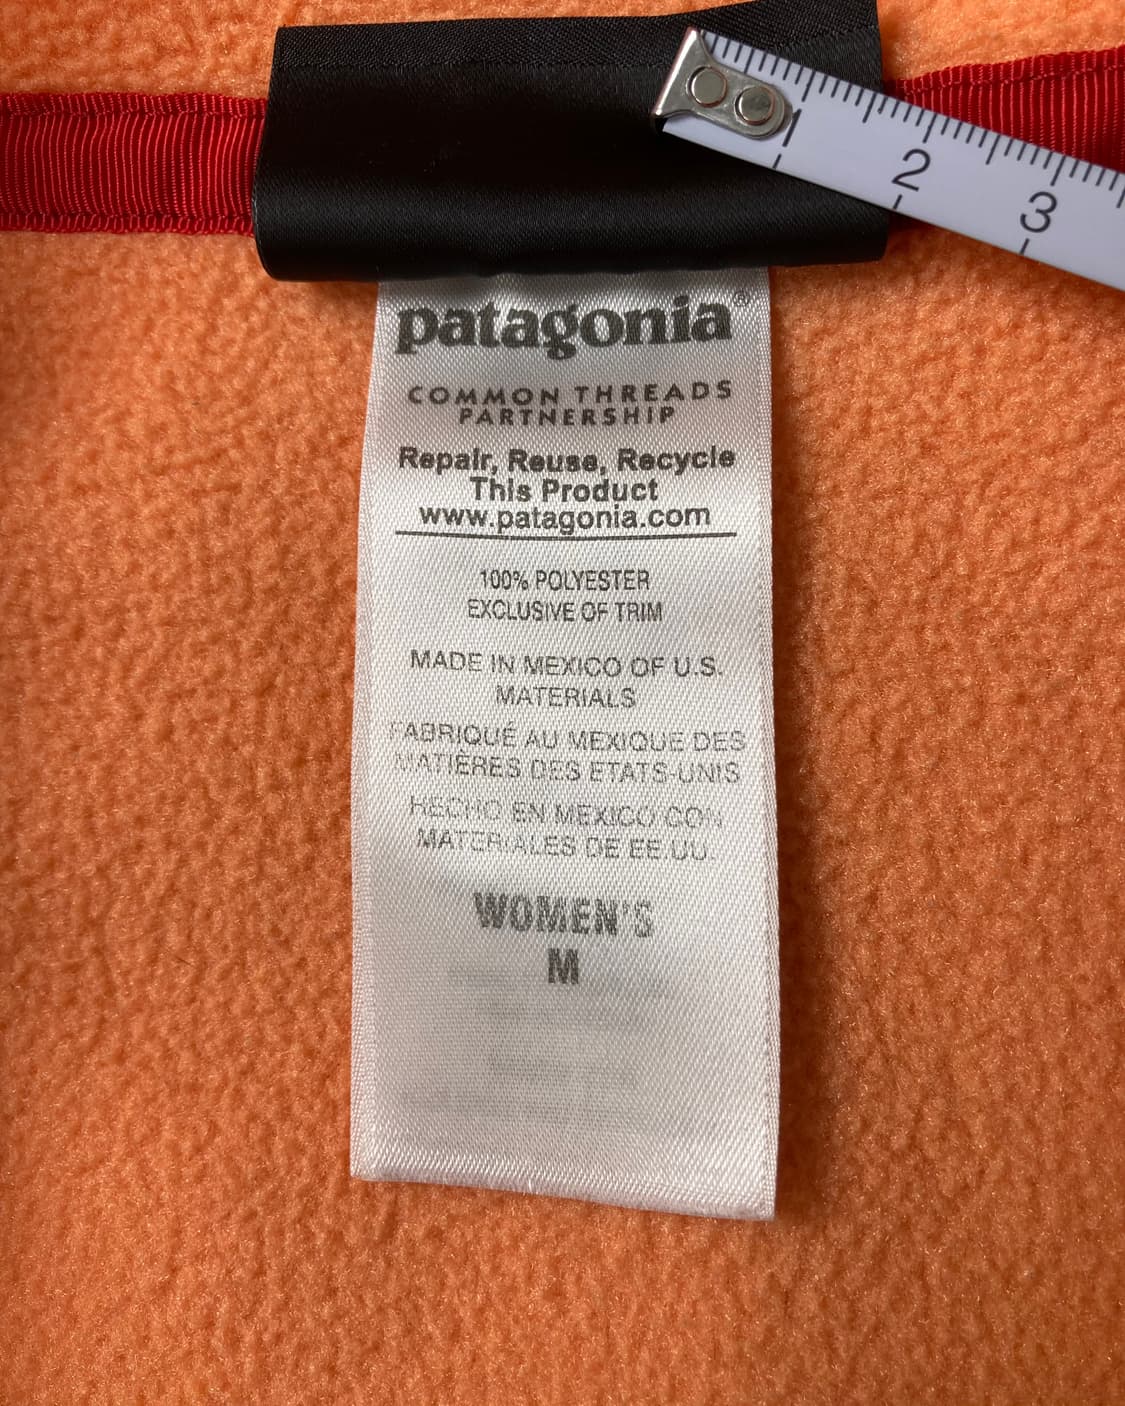 1
2
3
patagonia®
COMMON THREADS
PARTNERSHIP
Repair, Reuse, Recycle
This Product
www.patagonia.com
100% POLYESTER
EXCLUSIVE OF TRIM
MADE IN MEXICO OF U.S.
MATERIALS
FABRIQUÉ AU MEXIQUE DES
MATIERES DES ETATS-UNIS
HECHO EN MEXICO CON
MATERIALES DE EE.UU.
WOMEN'S
M